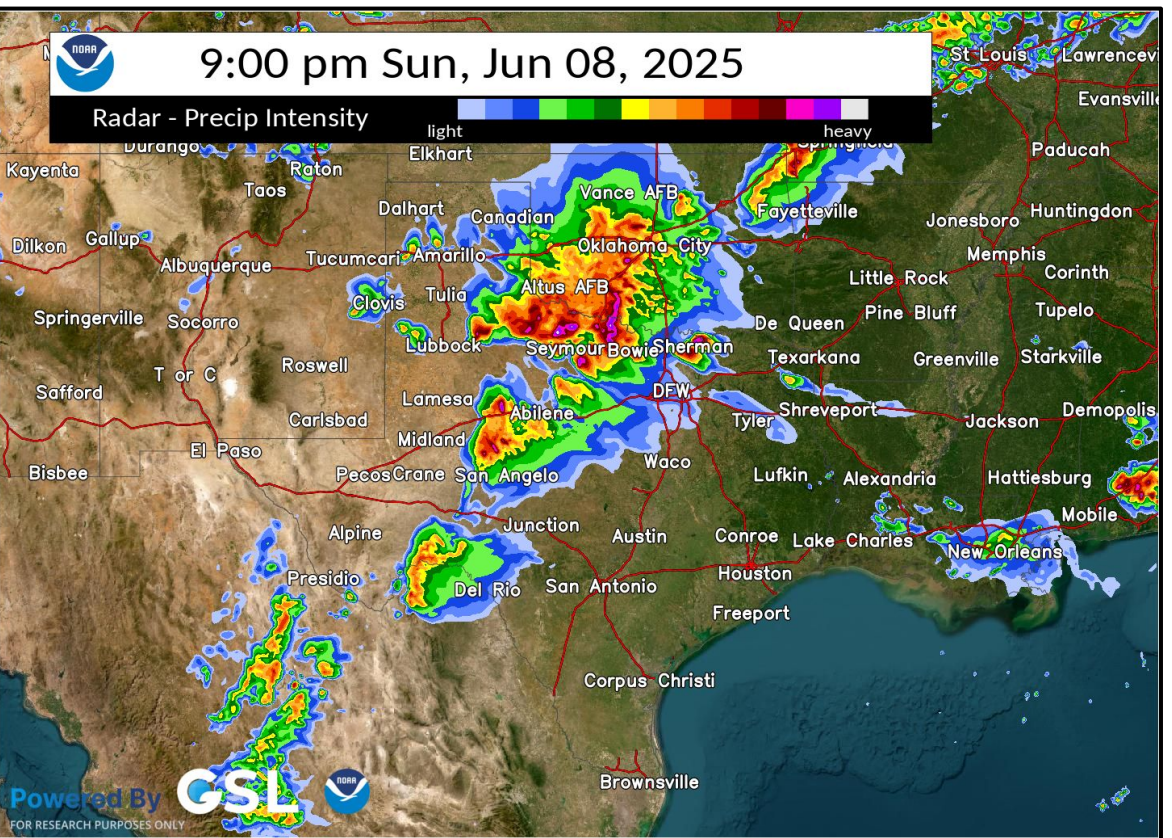 NOAA
9:00 pm Sun, Jun 08, 2025
Radar - Precip Intensity
light
heavy
St Louis
Lawrencevi
Evansville
Durango
Elkhart
Springfield
Paducah
Kayenta
Raton
Taos
Vance AFB
Dalhart
Canadian
Fayetteville
Jonesboro
Huntingdon
Dilkon
Gallup
Albuquerque
Tucumcari
Amarillo
Oklahoma City
Memphis
Little Rock
Corinth
Clovis
Tulia
Altus AFB
Springerville
Socorro
De Queen
Pine Bluff
Tupelo
Lubbock
Seymour
Bowie
Sherman
Texarkana
Greenville
Starkville
T or C
Roswell
Safford
Lamesa
DFW
Carlsbad
Abilene
Tyler
Shreveport
Jackson
Demopolis
Midland
El Paso
Waco
Bisbee
Pecos
Crane
San Angelo
Lufkin
Alexandria
Hattiesburg
Mobile
Alpine
Junction
Austin
Conroe
Lake Charles
New Orleans
Presidio
Del Rio
San Antonio
Houston
Freeport
Corpus Christi
Brownsville
Powered By
GSL
NOAA
FOR RESEARCH PURPOSES ONLY